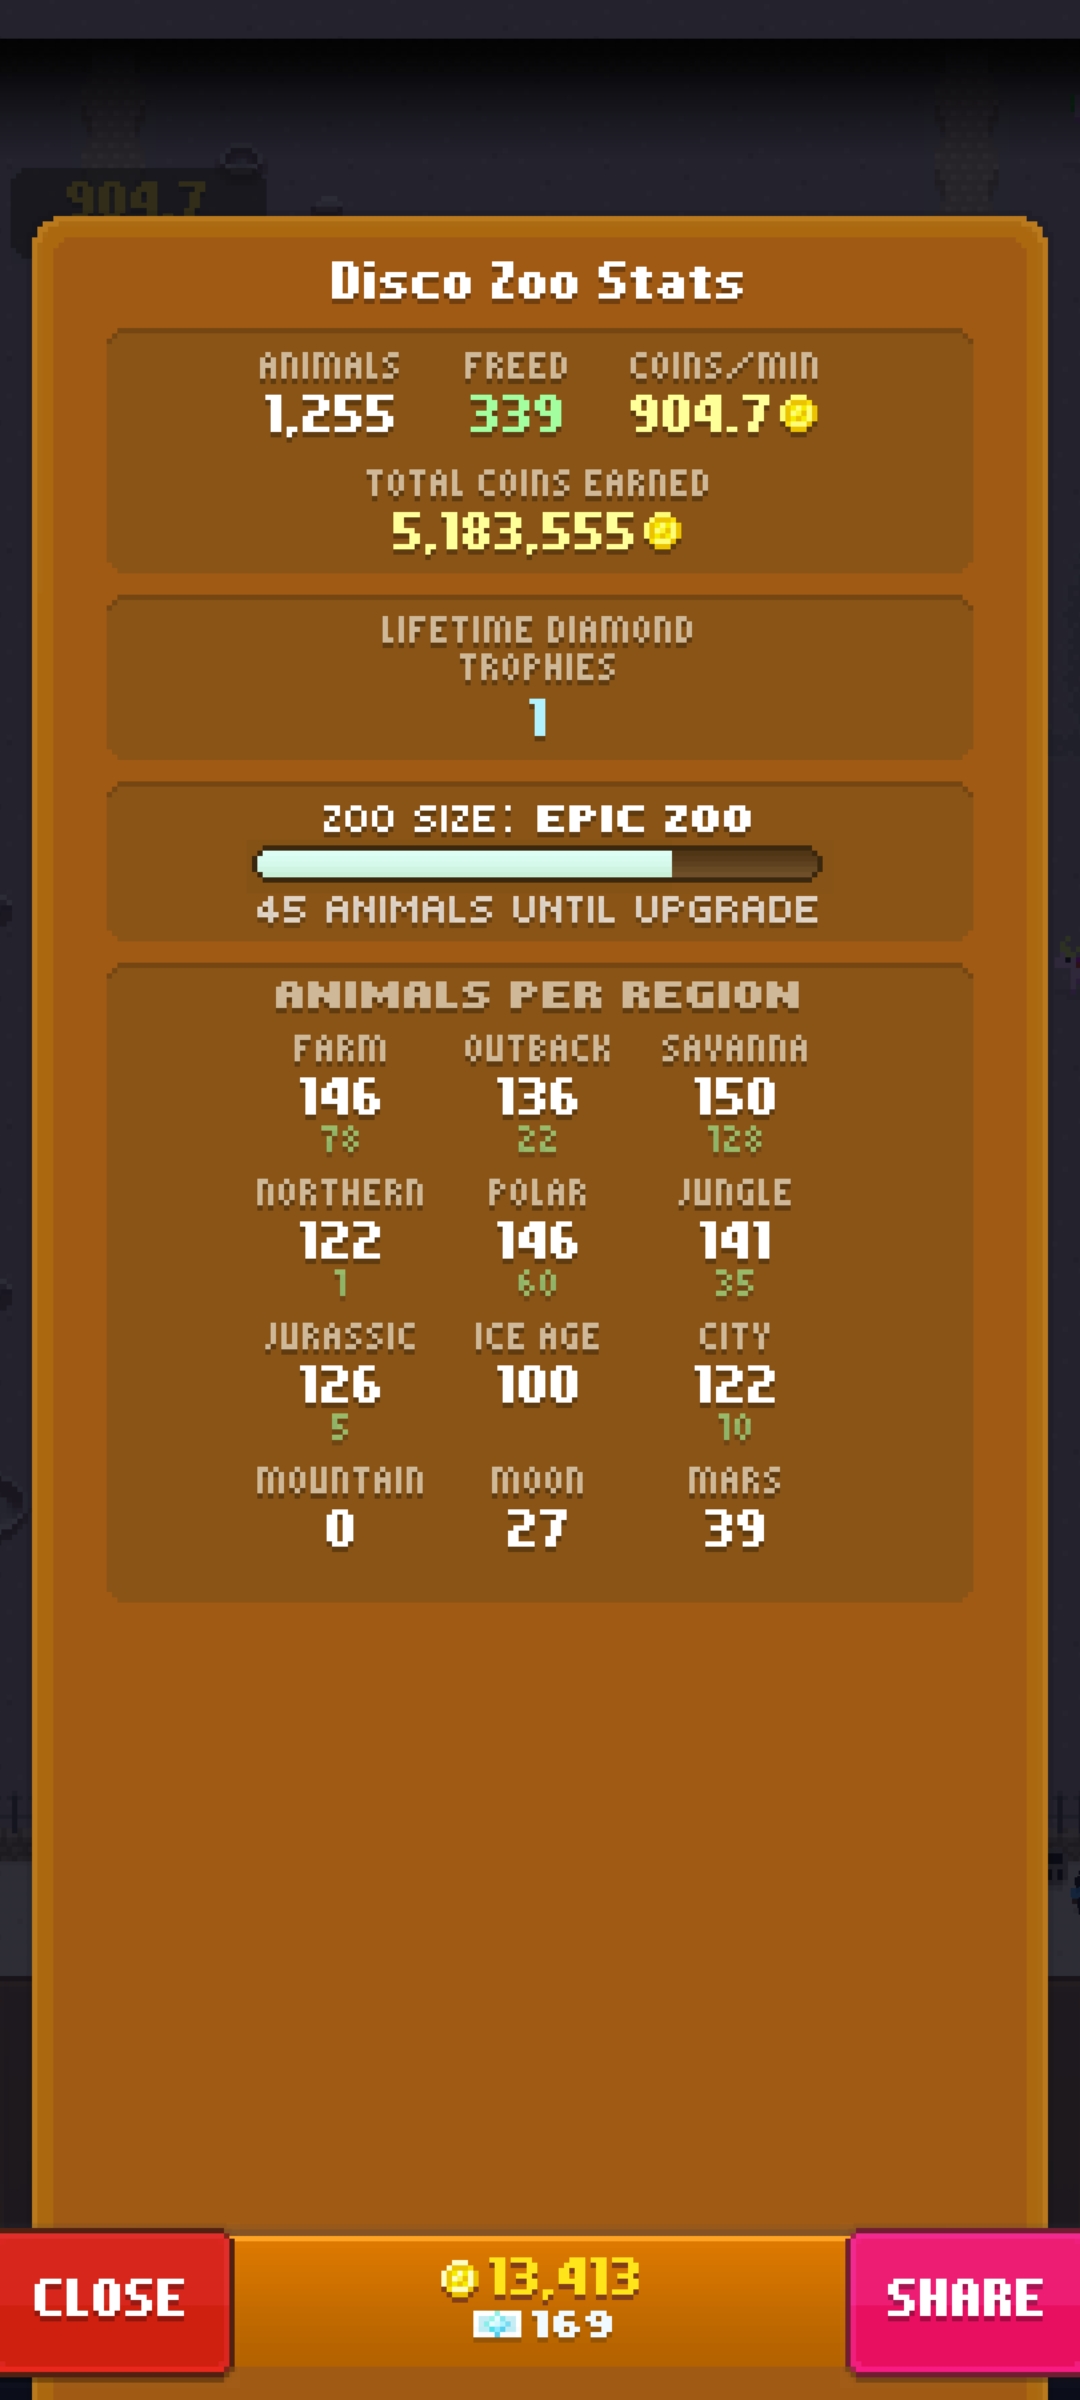 904.7
Disco Zoo Stats
ANIMALS FREED COINS/MIN
1,255 339 904.7
TOTAL COINS EARNED
5,183,555
LIFETIME DIAMOND
TROPHIES
1
ZOO SIZE: EPIC ZOO
45 ANIMALS UNTIL UPGRADE
ANIMALS PER REGION
FARM OUTBACK SAVANNA
146 136 150
78 22 128
NORTHERN POLAR JUNGLE
122 146 141
1 60 35
JURASSIC ICE AGE CITY
126 100 122
5 10
MOUNTAIN MOON MARS
0 27 39
CLOSE 13,413 SHARE
169